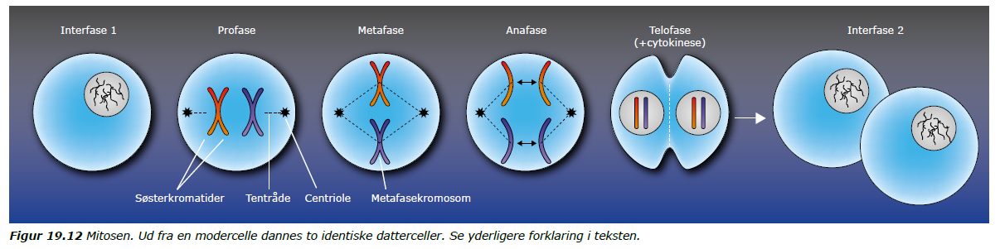 Interfase 1
Profase
Metafase
Anafase
Telofase
(+cytokinese)
Interfase 2
Søsterkromatider
Tentråde
Centriole
Metafasekromosom
Figur 19.12 Mitosen. Ud fra en modercelle dannes to identiske datterceller. Se yderligere forklaring i teksten.